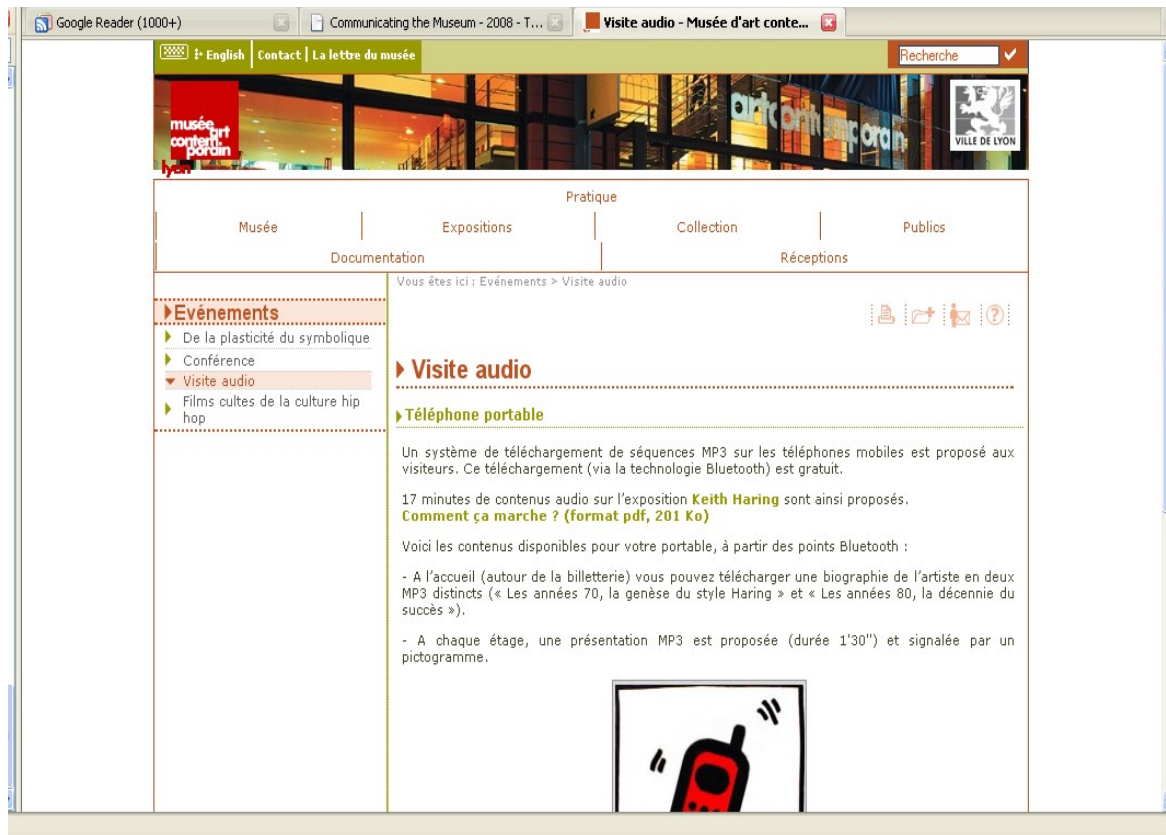 Google Reader (1000+)
Communicating the Museum - 2008 - T...
Visite audio - Musée d'art conte...
English Contact | La lettre du musée
Recherche
musée
art
contem-
porain
lyon
art contemporain
VILLE DE LYON
Pratique
Musée Expositions Collection Publics
Documentation Réceptions
Vous êtes ici : Evénements > Visite audio
Evénements
De la plasticité du symbolique
Conférence
Visite audio
Films cultes de la culture hip
hop
Visite audio
Téléphone portable
Un système de téléchargement de séquences MP3 sur les téléphones mobiles est proposé aux
visiteurs. Ce téléchargement (via la technologie Bluetooth) est gratuit.
17 minutes de contenus audio sur l'exposition Keith Haring sont ainsi proposés.
Comment ça marche ? (format pdf, 201 Ko)
Voici les contenus disponibles pour votre portable, à partir des points Bluetooth :
- A l'accueil (autour de la billetterie) vous pouvez télécharger une biographie de l'artiste en deux
MP3 distincts (« Les années 70, la genèse du style Haring » et « Les années 80, la décennie du
succès »).
- A chaque étage, une présentation MP3 est proposée (durée 1'30") et signalée par un
pictogramme.